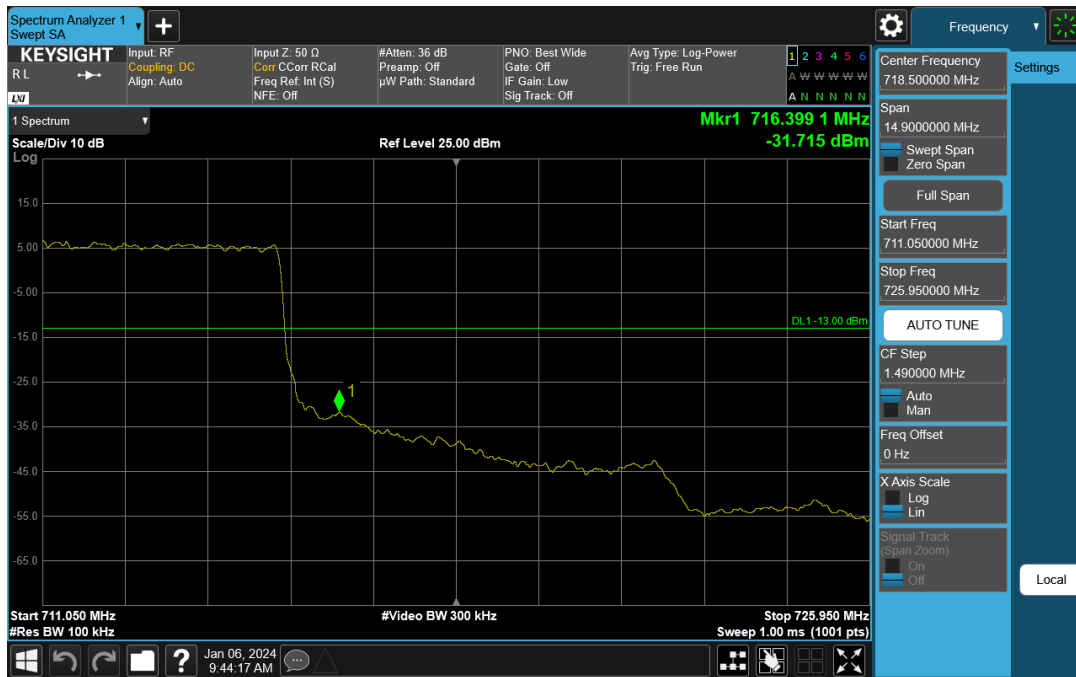 Spectrum Analyzer 1
Swept SA
KEYSIGHT
R L
LXI
Input: RF
Coupling: DC
Align: Auto
Input Z: 50 Ω
Corr CCorr RCal
Freq Ref: Int (S)
NFE: Off
#Atten: 36 dB
Preamp: Off
µW Path: Standard
PNO: Best Wide
Gate: Off
IF Gain: Low
Sig Track: Off
Avg Type: Log-Power
Trig: Free Run
1 2 3 4 5 6
A W W W W W
A N N N N N
1 Spectrum
Mkr1 716.399 1 MHz
Scale/Div 10 dB
Ref Level 25.00 dBm
-31.715 dBm
Log
15.0
5.00
-5.00
DL1 -13.00 dBm
-15.0
-25.0
1
-35.0
-45.0
-55.0
-65.0
Start 711.050 MHz
#Video BW 300 kHz
Stop 725.950 MHz
#Res BW 100 kHz
Sweep 1.00 ms (1001 pts)
?
Jan 06, 2024
9:44:17 AM
Frequency
Settings
Center Frequency
718.500000 MHz
Span
14.9000000 MHz
Swept Span
Zero Span
Full Span
Start Freq
711.050000 MHz
Stop Freq
725.950000 MHz
AUTO TUNE
CF Step
1.490000 MHz
Auto
Man
Freq Offset
0 Hz
X Axis Scale
Log
Lin
Signal Track
(Span Zoom)
On
Off
Local